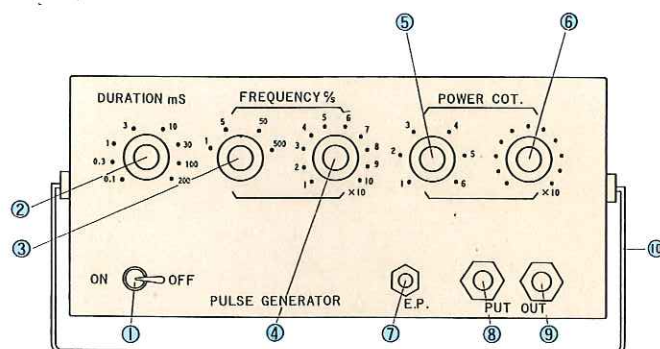 ⑤ ⑥
DURATION mS FREQUENCY c/s POWER COT.
0.1 0.3 1 3 10 30 100 200
1 5 50 500
1 2 3 4 5 6 7 8 9 10 ×10
1 2 3 4 5 6
×10
② ③
ON OFF
PULSE GENERATOR
E.P.
PUT OUT
① ④ ⑦ ⑧ ⑨ ⑩